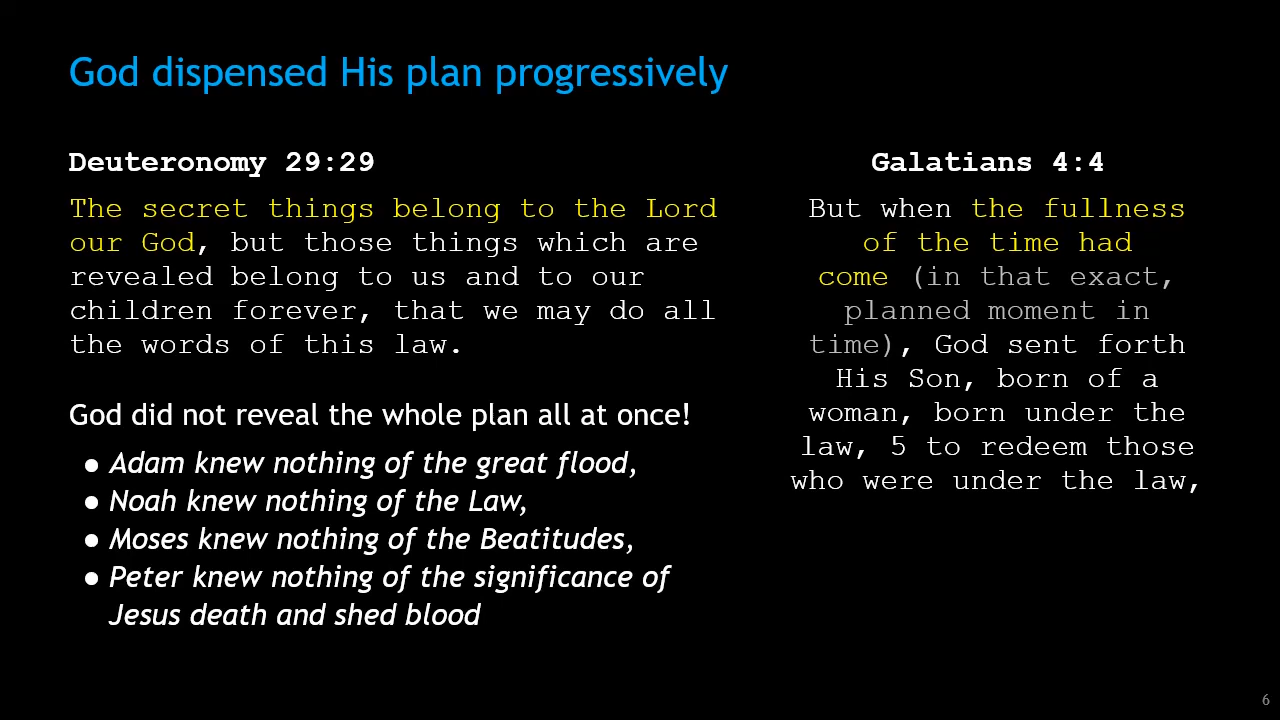 God dispensed His plan progressively
Deuteronomy 29:29
The secret things belong to the Lord
our God, but those things which are
revealed belong to us and to our
children forever, that we may do all
the words of this law.
God did not reveal the whole plan all at once!
● Adam knew nothing of the great flood,
● Noah knew nothing of the Law,
● Moses knew nothing of the Beatitudes,
● Peter knew nothing of the significance of
Jesus death and shed blood
Galatians 4:4
But when the fullness
of the time had
come (in that exact,
planned moment in
time), God sent forth
His Son, born of a
woman, born under the
law, 5 to redeem those
who were under the law,
6